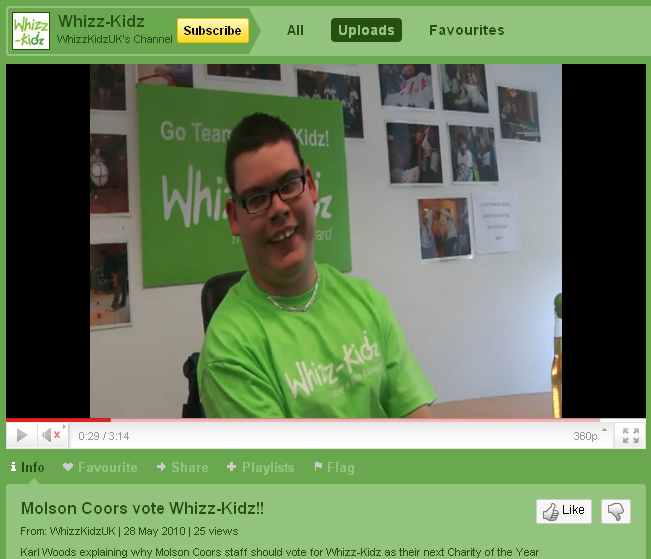 Whizz
-Kidz
Whizz-Kidz
WhizzKidzUK's Channel
Subscribe
All
Uploads
Favourites
Go Team Kidz!
Whizz-Kidz
0:29 / 3:14
360p
Info
Favourite
Share
Playlists
Flag
Molson Coors vote Whizz-Kidz!!
Like
From: WhizzKidzUK | 28 May 2010 | 25 views
Karl Woods explaining why Molson Coors staff should vote for Whizz-Kidz as their next Charity of the Year